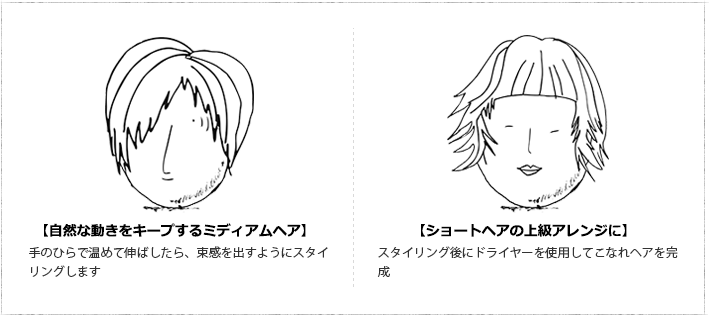 【自然な動きをキープするミディアムヘア】
手のひらで温めて伸ばしたら、束感を出すようにスタイ
リングします
【ショートヘアの上級アレンジに】
スタイリング後にドライヤーを使用してこなれヘアを完
成